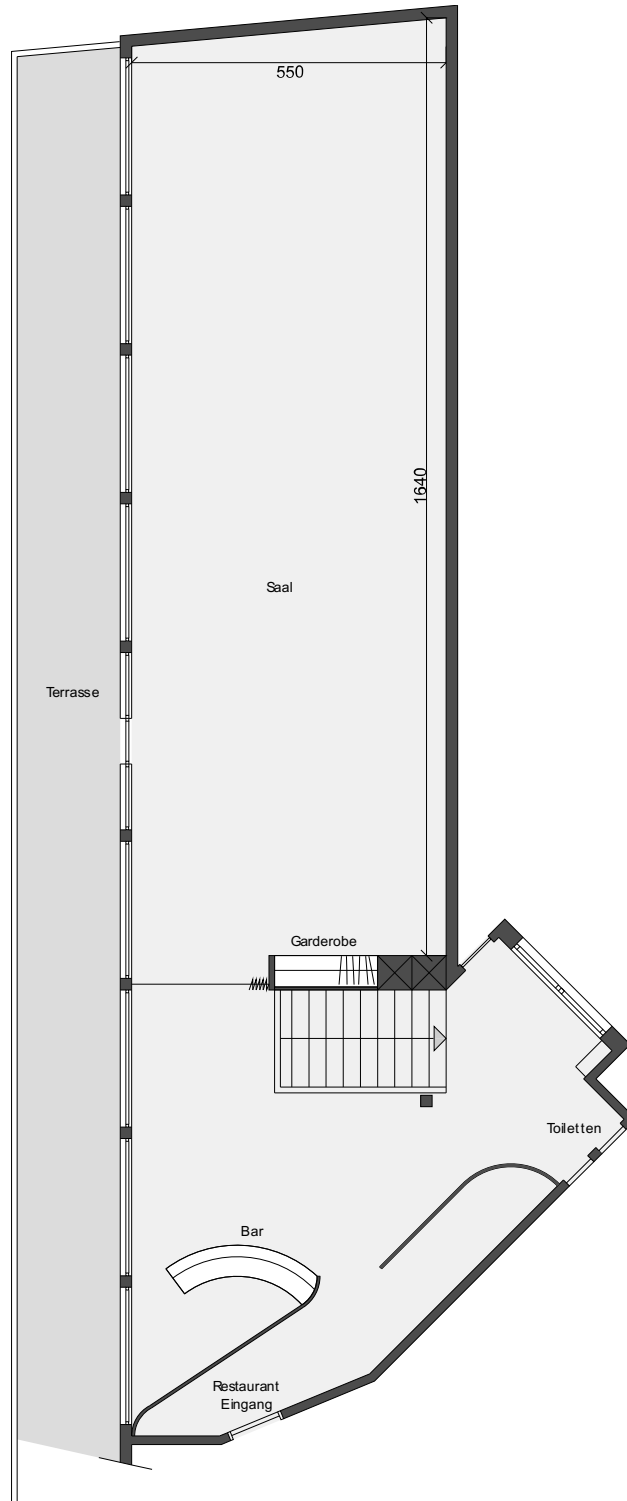 550
1640
Saal
Terrasse
Garderobe
Toiletten
Bar
Restaurant
Eingang